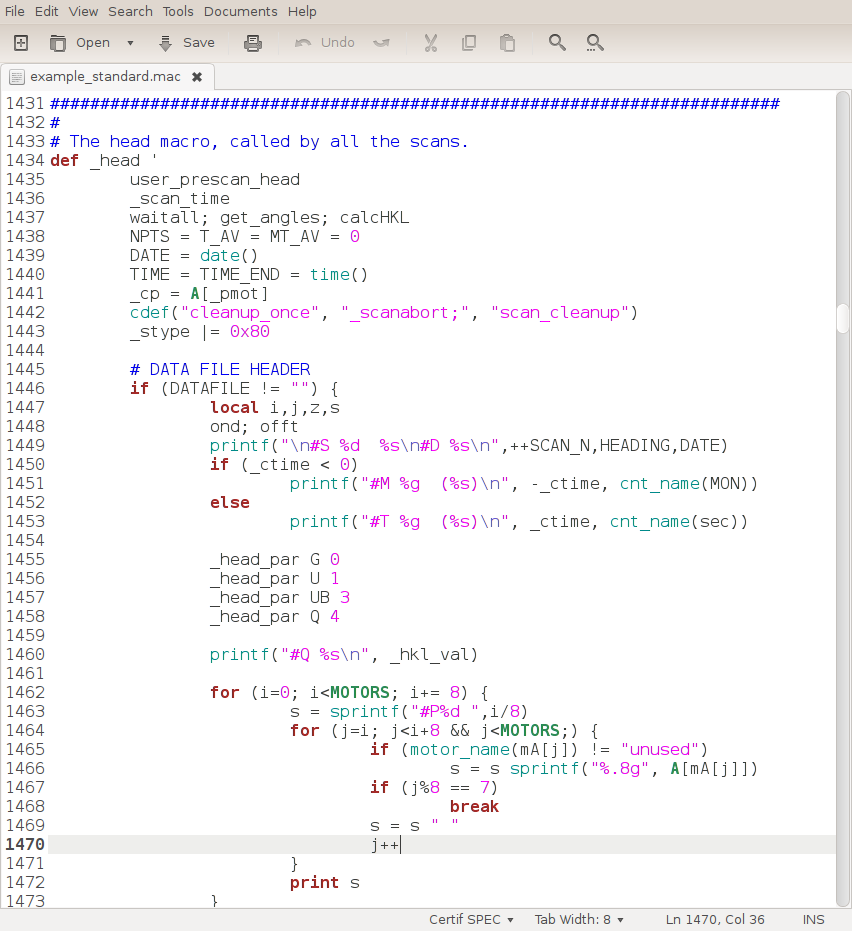 File Edit View Search Tools Documents Help
Open Save Undo
example_standard.mac
1431 #########################################################################
1432 #
1433 # The head macro, called by all the scans.
1434 def _head '
1435         user_prescan_head
1436         _scan_time
1437         waitall; get_angles; calcHKL
1438         NPTS = T_AV = MT_AV = 0
1439         DATE = date()
1440         TIME = TIME_END = time()
1441         _cp = A[_pmot]
1442         cdef("cleanup_once", "_scanabort;", "scan_cleanup")
1443         _stype |= 0x80
1444
1445         # DATA FILE HEADER
1446         if (DATAFILE != "") {
1447                 local i,j,z,s
1448                 ond; offt
1449                 printf("\n#S %d  %s\n#D %s\n",++SCAN_N,HEADING,DATE)
1450                 if (_ctime < 0)
1451                         printf("#M %g  (%s)\n", -_ctime, cnt_name(MON))
1452                 else
1453                         printf("#T %g  (%s)\n", _ctime, cnt_name(sec))
1454
1455                 _head_par G 0
1456                 _head_par U 1
1457                 _head_par UB 3
1458                 _head_par Q 4
1459
1460                 printf("#Q %s\n", _hkl_val)
1461
1462                 for (i=0; i<MOTORS; i+= 8) {
1463                         s = sprintf("#P%d ",i/8)
1464                         for (j=i; j<i+8 && j<MOTORS;) {
1465                                 if (motor_name(mA[j]) != "unused")
1466                                         s = s sprintf("%.8g", A[mA[j]])
1467                                 if (j%8 == 7)
1468                                         break
1469                                 s = s " "
1470                                 j++
1471                         }
1472                         print s
1473                 }
Certif SPEC Tab Width: 8 Ln 1470, Col 36 INS